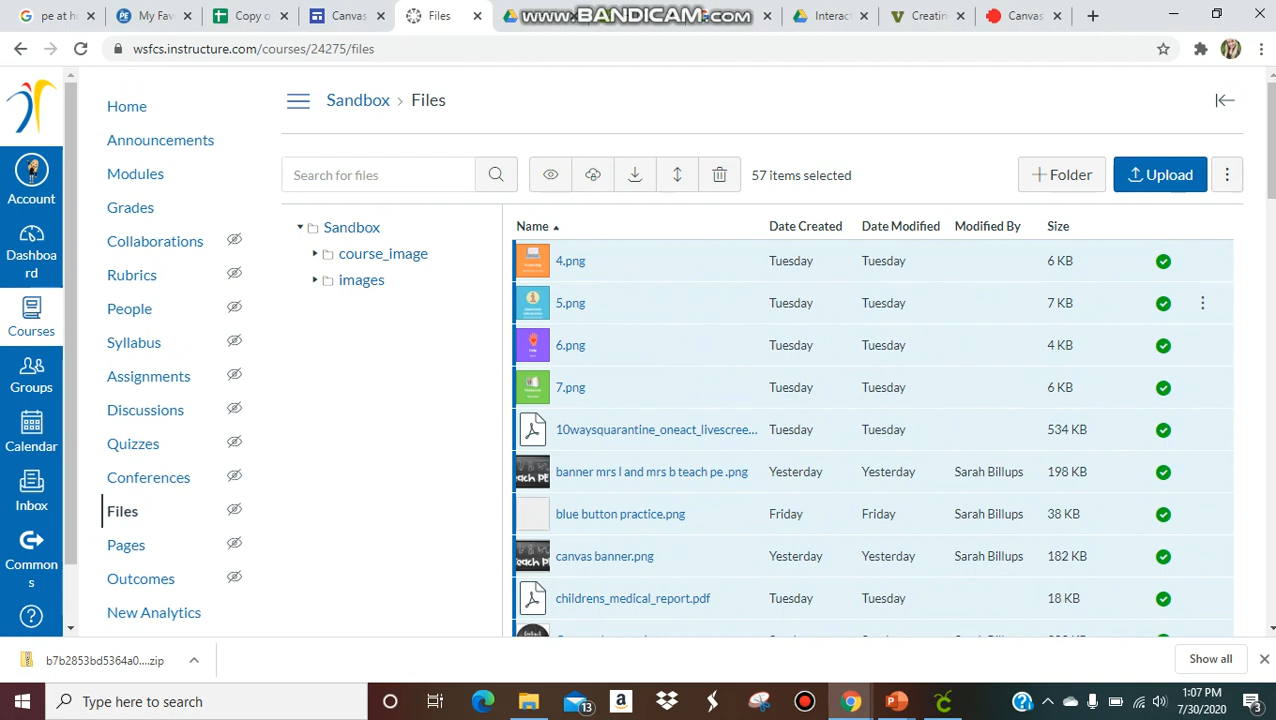 pe at h
My Fav
Copy o
Canvas
Files
WWW.BANDICAM.COM
Interact
Creatin
Canvas
wsfcs.instructure.com/courses/24275/files
Account
Dashboa
rd
Courses
Groups
Calendar
Inbox
Common
s
Home
Announcements
Modules
Grades
Collaborations
Rubrics
People
Syllabus
Assignments
Discussions
Quizzes
Conferences
Files
Pages
Outcomes
New Analytics
Sandbox › Files
Search for files
57 items selected
+ Folder
Upload
Sandbox
course_image
images
Name Date Created Date Modified Modified By Size
4.png Tuesday Tuesday 6 KB
5.png Tuesday Tuesday 7 KB
6.png Tuesday Tuesday 4 KB
7.png Tuesday Tuesday 6 KB
10waysquarantine_oneact_livescree... Tuesday Tuesday 534 KB
banner mrs l and mrs b teach pe .png Yesterday Yesterday Sarah Billups 198 KB
blue button practice.png Friday Friday Sarah Billups 38 KB
canvas banner.png Yesterday Yesterday Sarah Billups 182 KB
childrens_medical_report.pdf Tuesday Tuesday 18 KB
b7b2853bd5364a0....zip
Show all
Type here to search
13
1:07 PM
7/30/2020
3